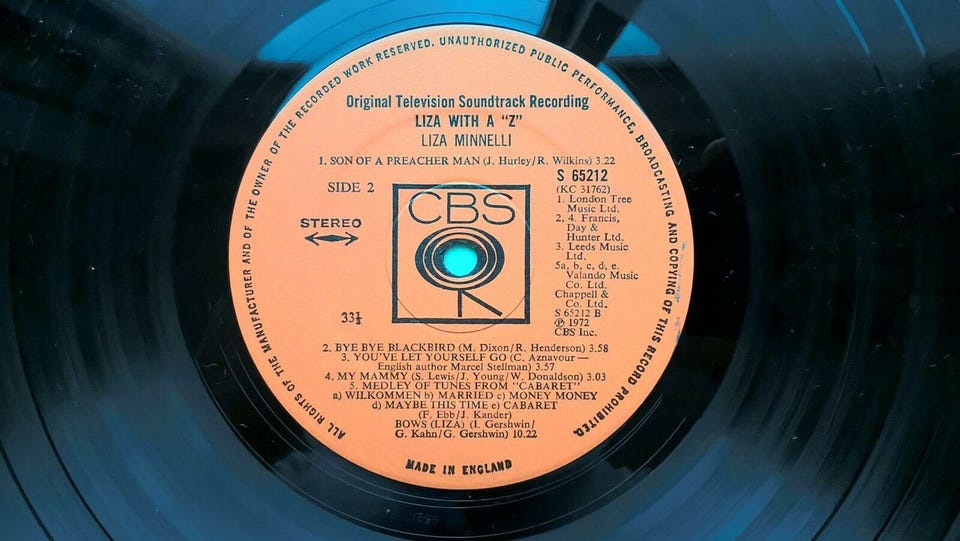 ALL RIGHTS OF THE MANUFACTURER AND OF THE OWNER OF THE RECORDED WORK RESERVED. UNAUTHORIZED PUBLIC PERFORMANCE, BROADCASTING AND COPYING OF THIS RECORD PROHIBITED.
Original Television Soundtrack Recording
LIZA WITH A "Z"
LIZA MINNELLI
1. SON OF A PREACHER MAN (J. Hurley/R. Wilkins) 3.22
SIDE 2
STEREO
33⅓
CBS
S 65212
(KC 31762)
1. London Tree
Music Ltd.
2, 4. Francis,
Day &
Hunter Ltd.
3. Leeds Music
Ltd.
5a, b, c, d, e.
Valando Music
Co. Ltd.
Chappell &
Co. Ltd.
S 65212 B
℗ 1972
CBS Inc.
2. BYE BYE BLACKBIRD (M. Dixon/R. Henderson) 3.58
3. YOU'VE LET YOURSELF GO (C. Aznavour —
English author Marcel Stellman) 3.57
4. MY MAMMY (S. Lewis/J. Young/W. Donaldson) 3.03
5. MEDLEY OF TUNES FROM "CABARET"
a) WILKOMMEN b) MARRIED c) MONEY MONEY
d) MAYBE THIS TIME e) CABARET
(F. Ebb/J. Kander)
BOWS (LIZA) (I. Gershwin/
G. Kahn/G. Gershwin) 10.22
MADE IN ENGLAND